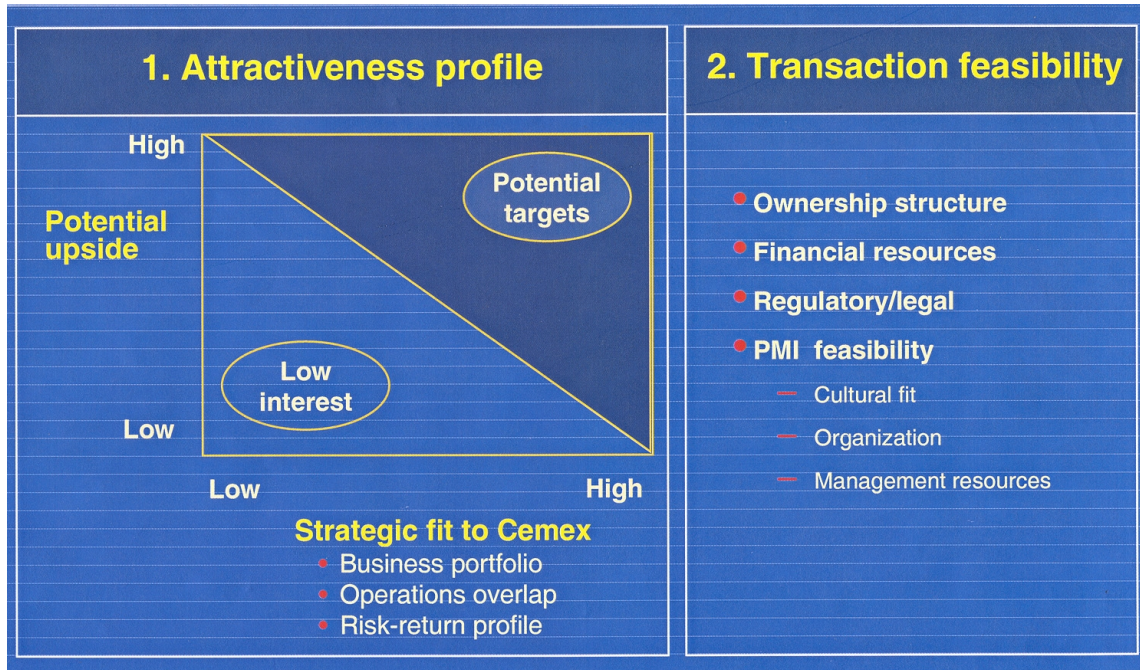 1. Attractiveness profile
High
Potential
upside
Potential
targets
Low
interest
Low
Low
High
Strategic fit to Cemex
• Business portfolio
• Operations overlap
• Risk-return profile
2. Transaction feasibility
• Ownership structure
• Financial resources
• Regulatory/legal
• PMI feasibility
— Cultural fit
— Organization
— Management resources